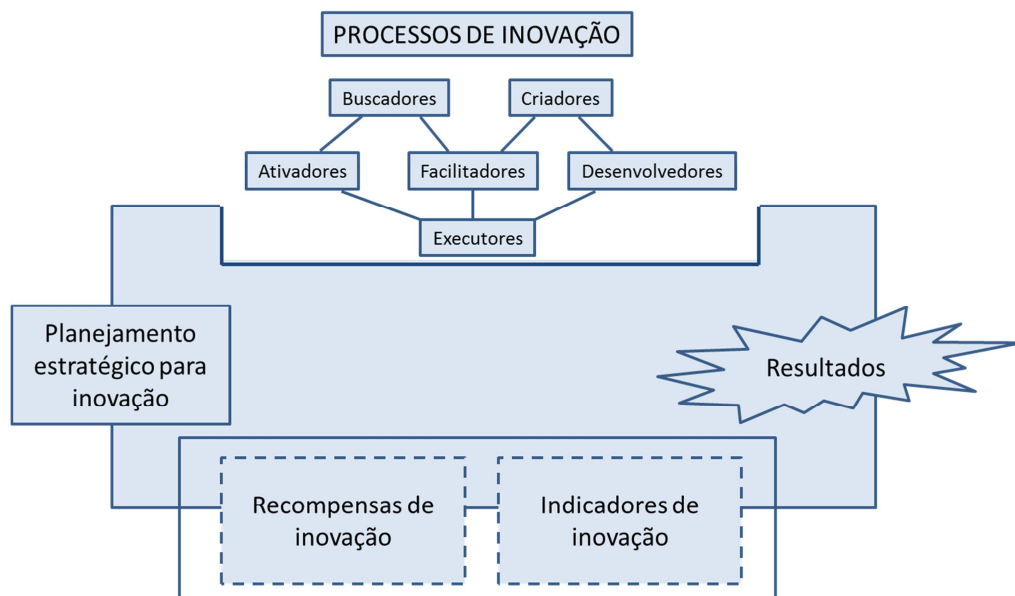 PROCESSOS DE INOVAÇÃO
Buscadores
Criadores
Ativadores
Facilitadores
Desenvolvedores
Executores
Planejamento
estratégico para
inovação
Resultados
Recompensas de
inovação
Indicadores de
inovação